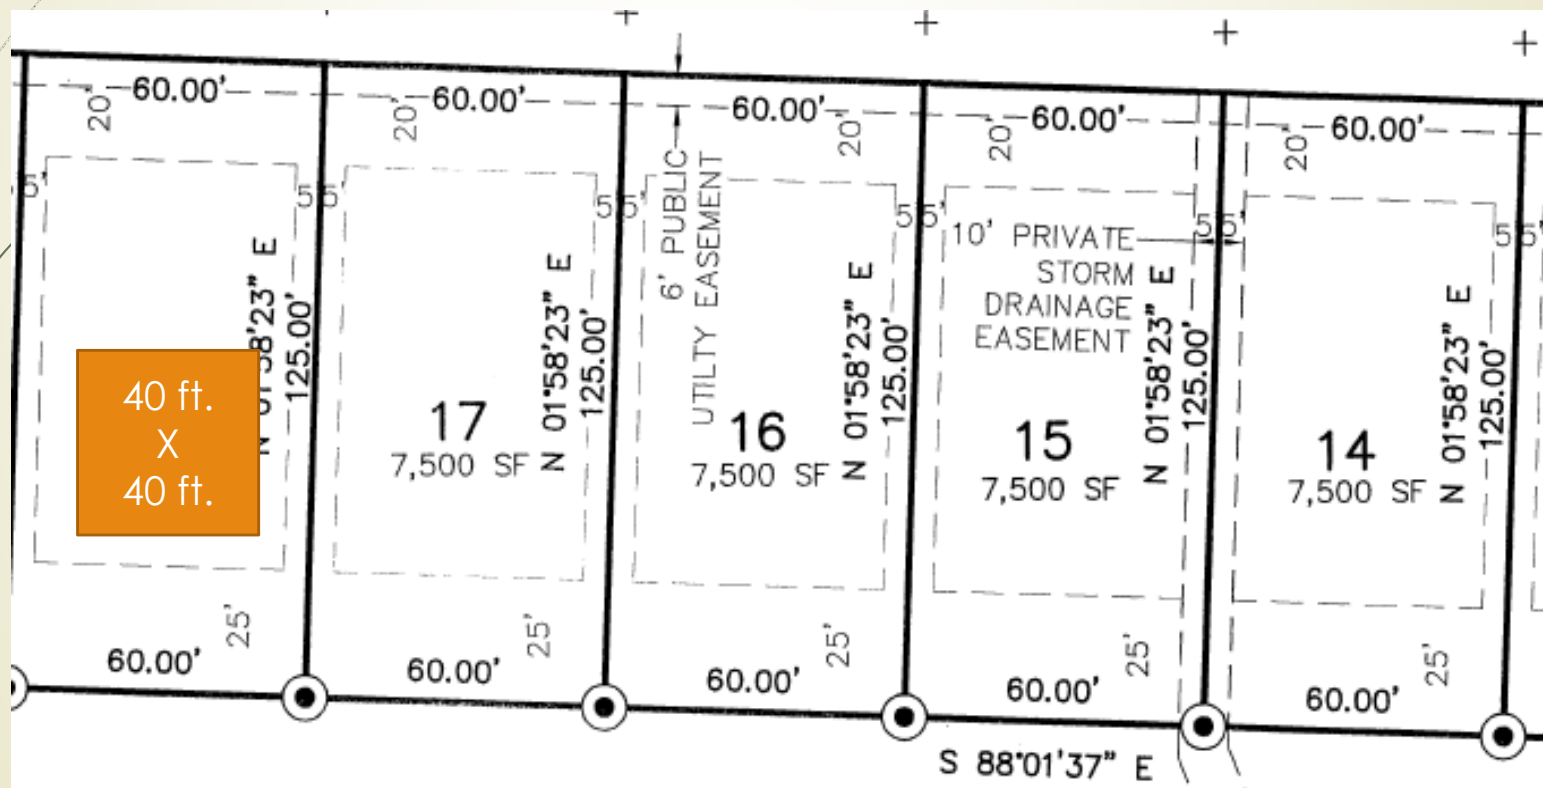 60.00'
20'
60.00'
20'
60.00'
20'
60.00'
20'
60.00'
20'
5'
5
5'
5
5'
5
5'
5
5'
5
5'
6' PUBLIC
UTILTY EASEMENT
10' PRIVATE
STORM
DRAINAGE
EASEMENT
40 ft.
X
40 ft.
125.00'
17
7,500 SF
N 01°58'23" E
125.00'
16
7,500 SF
N 01°58'23" E
125.00'
15
7,500 SF
N 01°58'23" E
125.00'
14
7,500 SF
N 01°58'23" E
125.00'
25'
25'
25'
25'
25'
60.00'
60.00'
60.00'
60.00'
60.00'
S 88°01'37" E